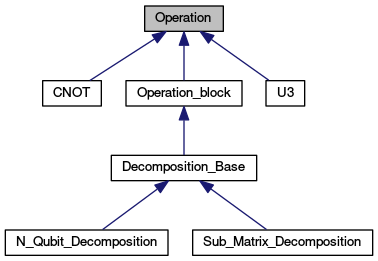 Operation
CNOT
Operation_block
U3
Decomposition_Base
N_Qubit_Decomposition
Sub_Matrix_Decomposition